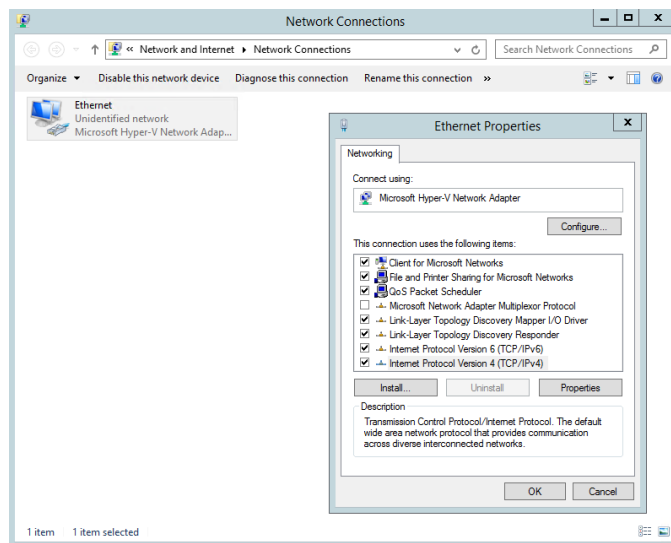 Network Connections
« Network and Internet ▸ Network Connections
Search Network Connections
Organize ▾ Disable this network device Diagnose this connection Rename this connection »
Ethernet
Unidentified network
Microsoft Hyper-V Network Adap...
Ethernet Properties
Networking
Connect using:
Microsoft Hyper-V Network Adapter
Configure...
This connection uses the following items:
Client for Microsoft Networks
File and Printer Sharing for Microsoft Networks
QoS Packet Scheduler
Microsoft Network Adapter Multiplexor Protocol
Link-Layer Topology Discovery Mapper I/O Driver
Link-Layer Topology Discovery Responder
Internet Protocol Version 6 (TCP/IPv6)
Internet Protocol Version 4 (TCP/IPv4)
Install... Uninstall Properties
Description
Transmission Control Protocol/Internet Protocol. The default
wide area network protocol that provides communication
across diverse interconnected networks.
OK Cancel
1 item 1 item selected